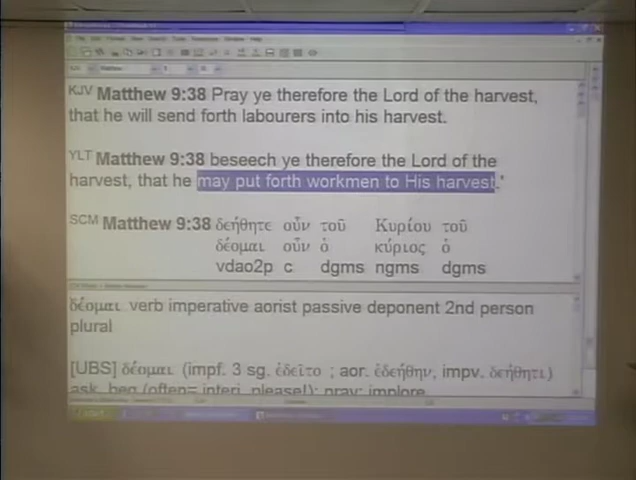 KJV Matthew 9:38 Pray ye therefore the Lord of the harvest,
that he will send forth labourers into his harvest.
YLT Matthew 9:38 beseech ye therefore the Lord of the
harvest, that he may put forth workmen to His harvest.'
SCM Matthew 9:38 δεήθητε οὖν τοῦ Κυρίου τοῦ
δέομαι οὖν ὁ κύριος ὁ
vdao2p c dgms ngms dgms
δέομαι verb imperative aorist passive deponent 2nd person
plural
[UBS] δέομαι (impf. 3 sg. ἐδεῖτο ; aor. ἐδεήθην, impv. δεήθητι)
ask, beg (often= interj. please!); pray; implore